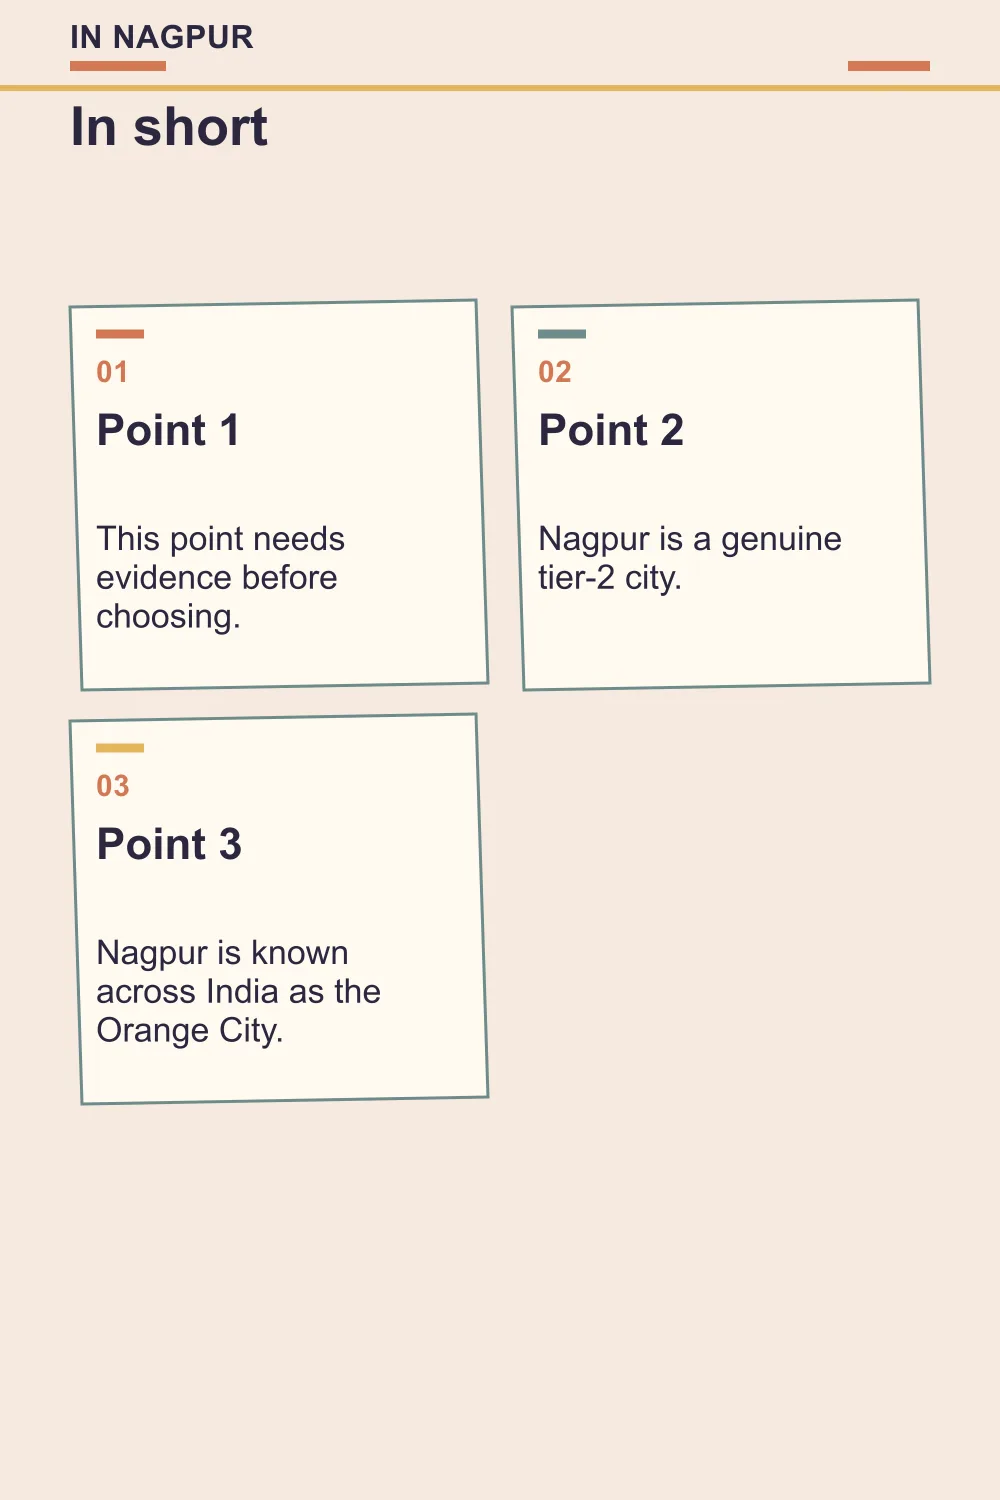 IN NAGPUR
In short
01
Point 1
This point needs
evidence before
choosing.
02
Point 2
Nagpur is a genuine
tier-2 city.
03
Point 3
Nagpur is known
across India as the
Orange City.